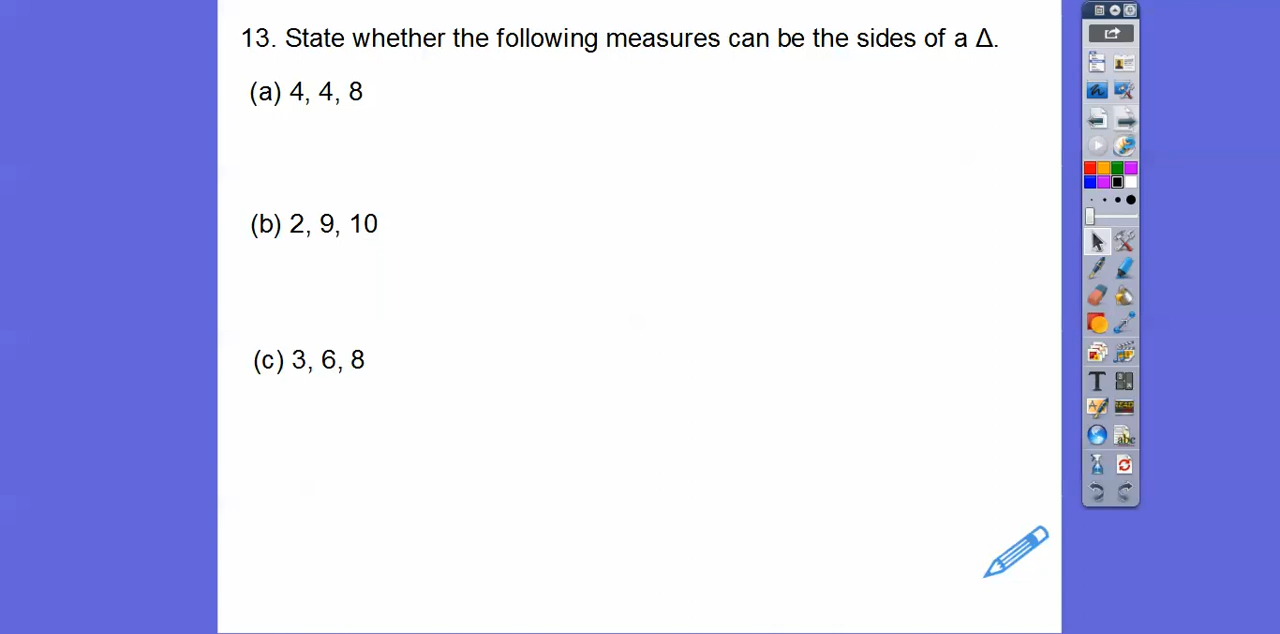 13. State whether the following measures can be the sides of a Δ.
(a) 4, 4, 8
(b) 2, 9, 10
(c) 3, 6, 8